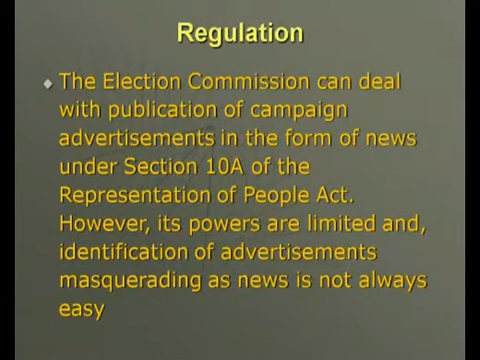 Regulation
The Election Commission can deal
with publication of campaign
advertisements in the form of news
under Section 10A of the
Representation of People Act.
However, its powers are limited and,
identification of advertisements
masquerading as news is not always
easy